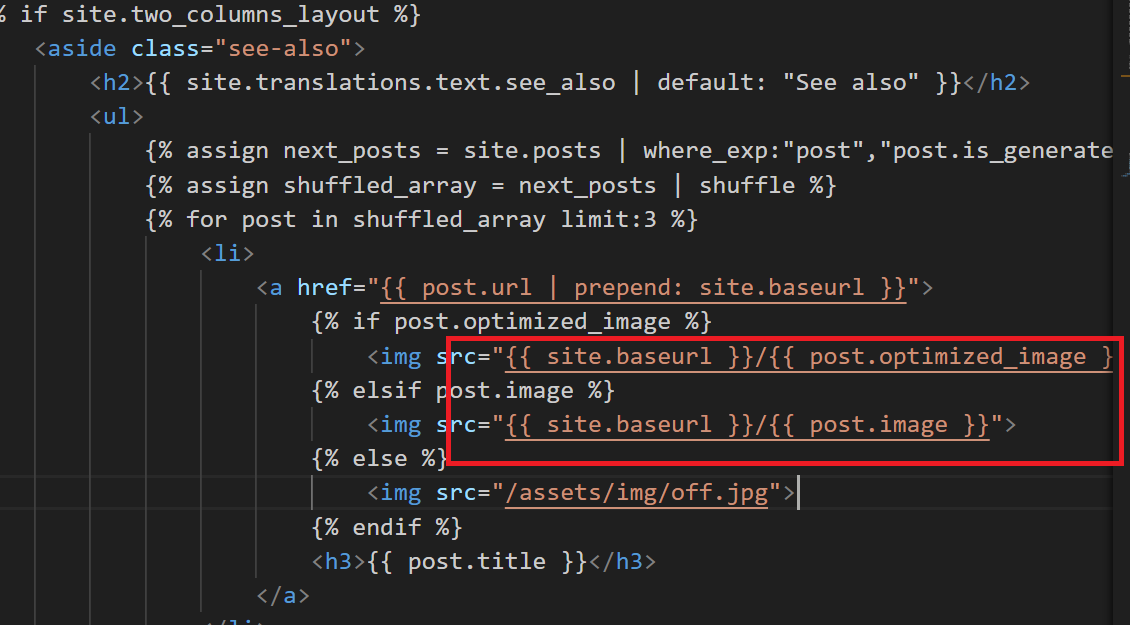 % if site.two_columns_layout %}
<aside class="see-also">
<h2>{{ site.translations.text.see_also | default: "See also" }}</h2>
<ul>
{% assign next_posts = site.posts | where_exp:"post","post.is_generate
{% assign shuffled_array = next_posts | shuffle %}
{% for post in shuffled_array limit:3 %}
<li>
<a href="{{ post.url | prepend: site.baseurl }}">
{% if post.optimized_image %}
<img src="{{ site.baseurl }}/{{ post.optimized_image }
{% elsif post.image %}
<img src="{{ site.baseurl }}/{{ post.image }}">
{% else %}
<img src="/assets/img/off.jpg">
{% endif %}
<h3>{{ post.title }}</h3>
</a>
</li>